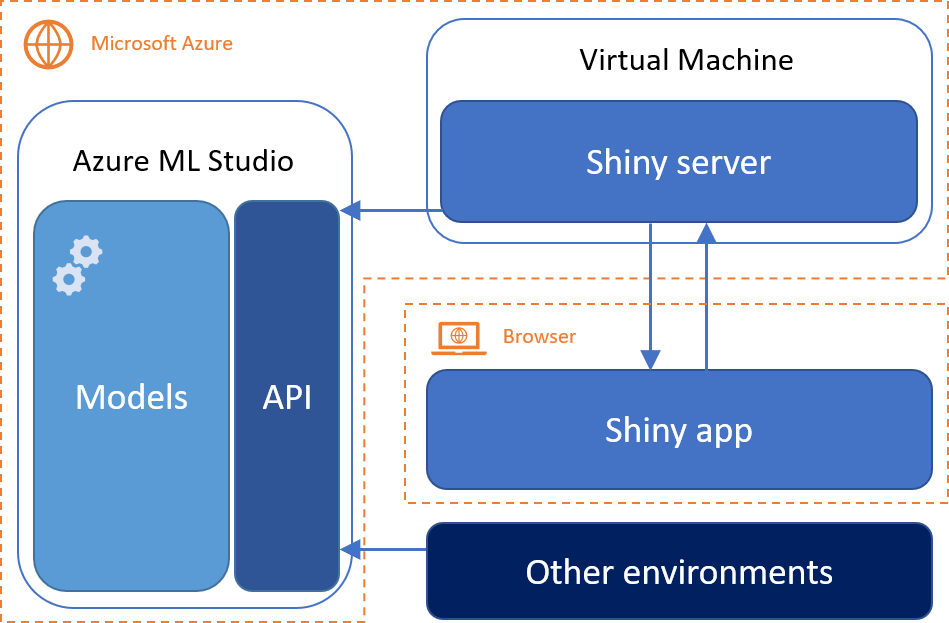 Microsoft Azure
Virtual Machine
Shiny server
Azure ML Studio
Models
API
Browser
Shiny app
Other environments